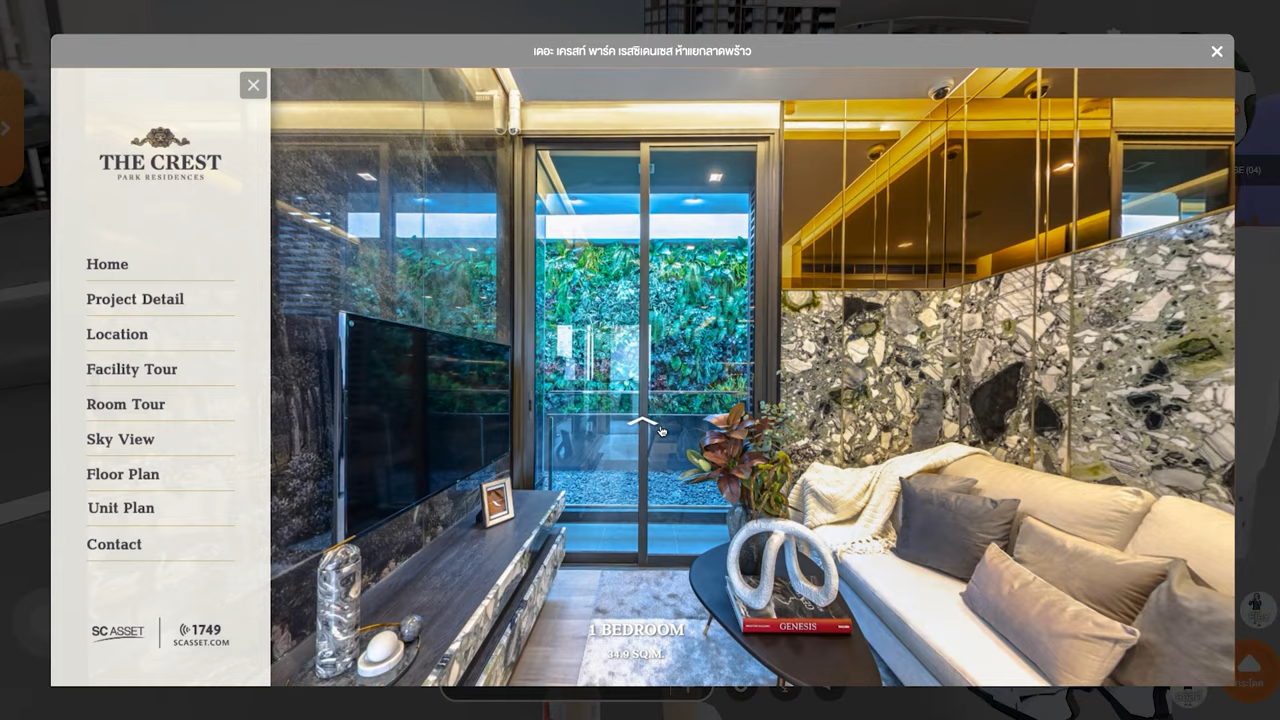 เดอะ เครสท์ พาร์ค เรสซิเดนเซส ห้าแยกลาดพร้าว
THE CREST
PARK RESIDENCES
Home
Project Detail
Location
Facility Tour
Room Tour
Sky View
Floor Plan
Unit Plan
Contact
SC ASSET
1749
SCASSET.COM
GENESIS
1 BEDROOM
34.9 SQ.M.